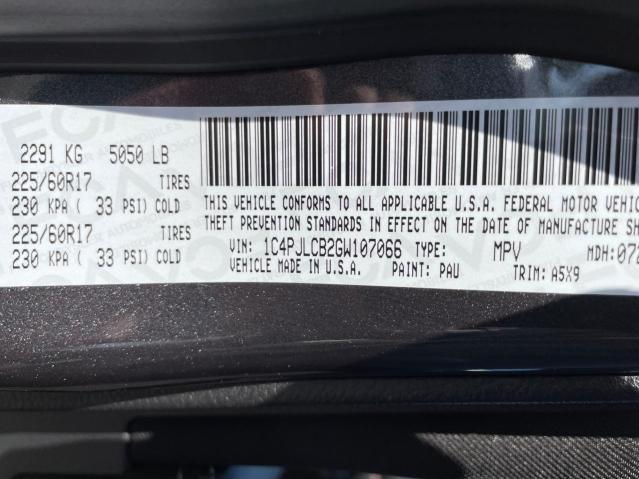 2291 KG 5050 LB
225/60R17 TIRES
230 KPA ( 33 PSI) COLD
225/60R17 TIRES
230 KPA ( 33 PSI) COLD
THIS VEHICLE CONFORMS TO ALL APPLICABLE U.S.A. FEDERAL MOTOR VEHIC
THEFT PREVENTION STANDARDS IN EFFECT ON THE DATE OF MANUFACTURE SH
VIN: 1C4PJLCB2GW107066 TYPE: MPV MDH:072
VEHICLE MADE IN U.S.A. PAINT: PAU TRIM: A5X9